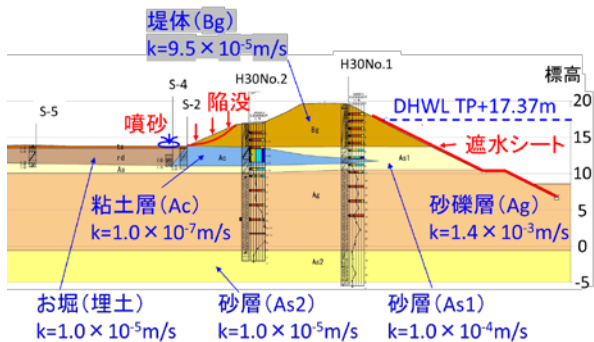 堤体(Bg)
k=9.5×10⁻⁵m/s
H30No.1
H30No.2
標高
S-4
S-2
陥没
S-5
噴砂
DHWL TP+17.37m
20
15
10
5
0
-5
Bg
ts
rd
As
Ac
As1
遮水シート
Ag
As2
粘土層(Ac)
k=1.0×10⁻⁷m/s
砂礫層(Ag)
k=1.4×10⁻³m/s
お堀(埋土)
k=1.0×10⁻⁵m/s
砂層(As2)
k=1.0×10⁻⁵m/s
砂層(As1)
k=1.0×10⁻⁴m/s